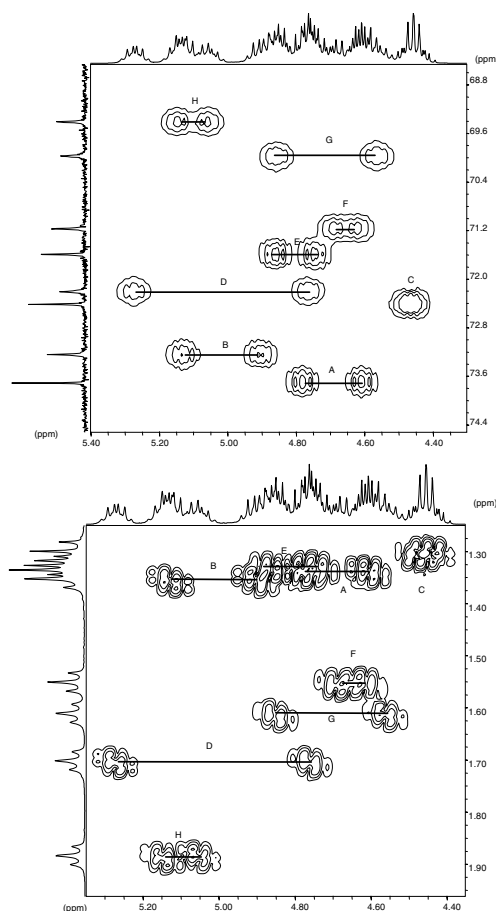 (ppm)
68.8
69.6
70.4
71.2
72.0
72.8
73.6
74.4
H
G
F
E
D
C
B
A
(ppm)
5.40 5.20 5.00 4.80 4.60 4.40
(ppm)
1.30
1.40
1.50
1.60
1.70
1.80
1.90
B E
A C
F
G
D
H
(ppm) 5.20 5.00 4.80 4.60 4.40